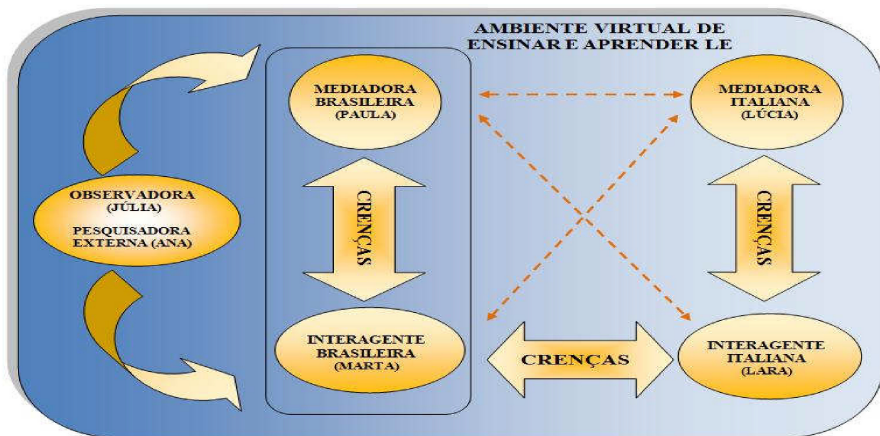 AMBIENTE VIRTUAL DE
ENSINAR E APRENDER LE
MEDIADORA
BRASILEIRA
(PAULA)
MEDIADORA
ITALIANA
(LÚCIA)
OBSERVADORA
(JÚLIA)
PESQUISADORA
EXTERNA (ANA)
CRENÇAS
CRENÇAS
INTERAGENTE
BRASILEIRA
(MARTA)
CRENÇAS
INTERAGENTE
ITALIANA
(LARA)